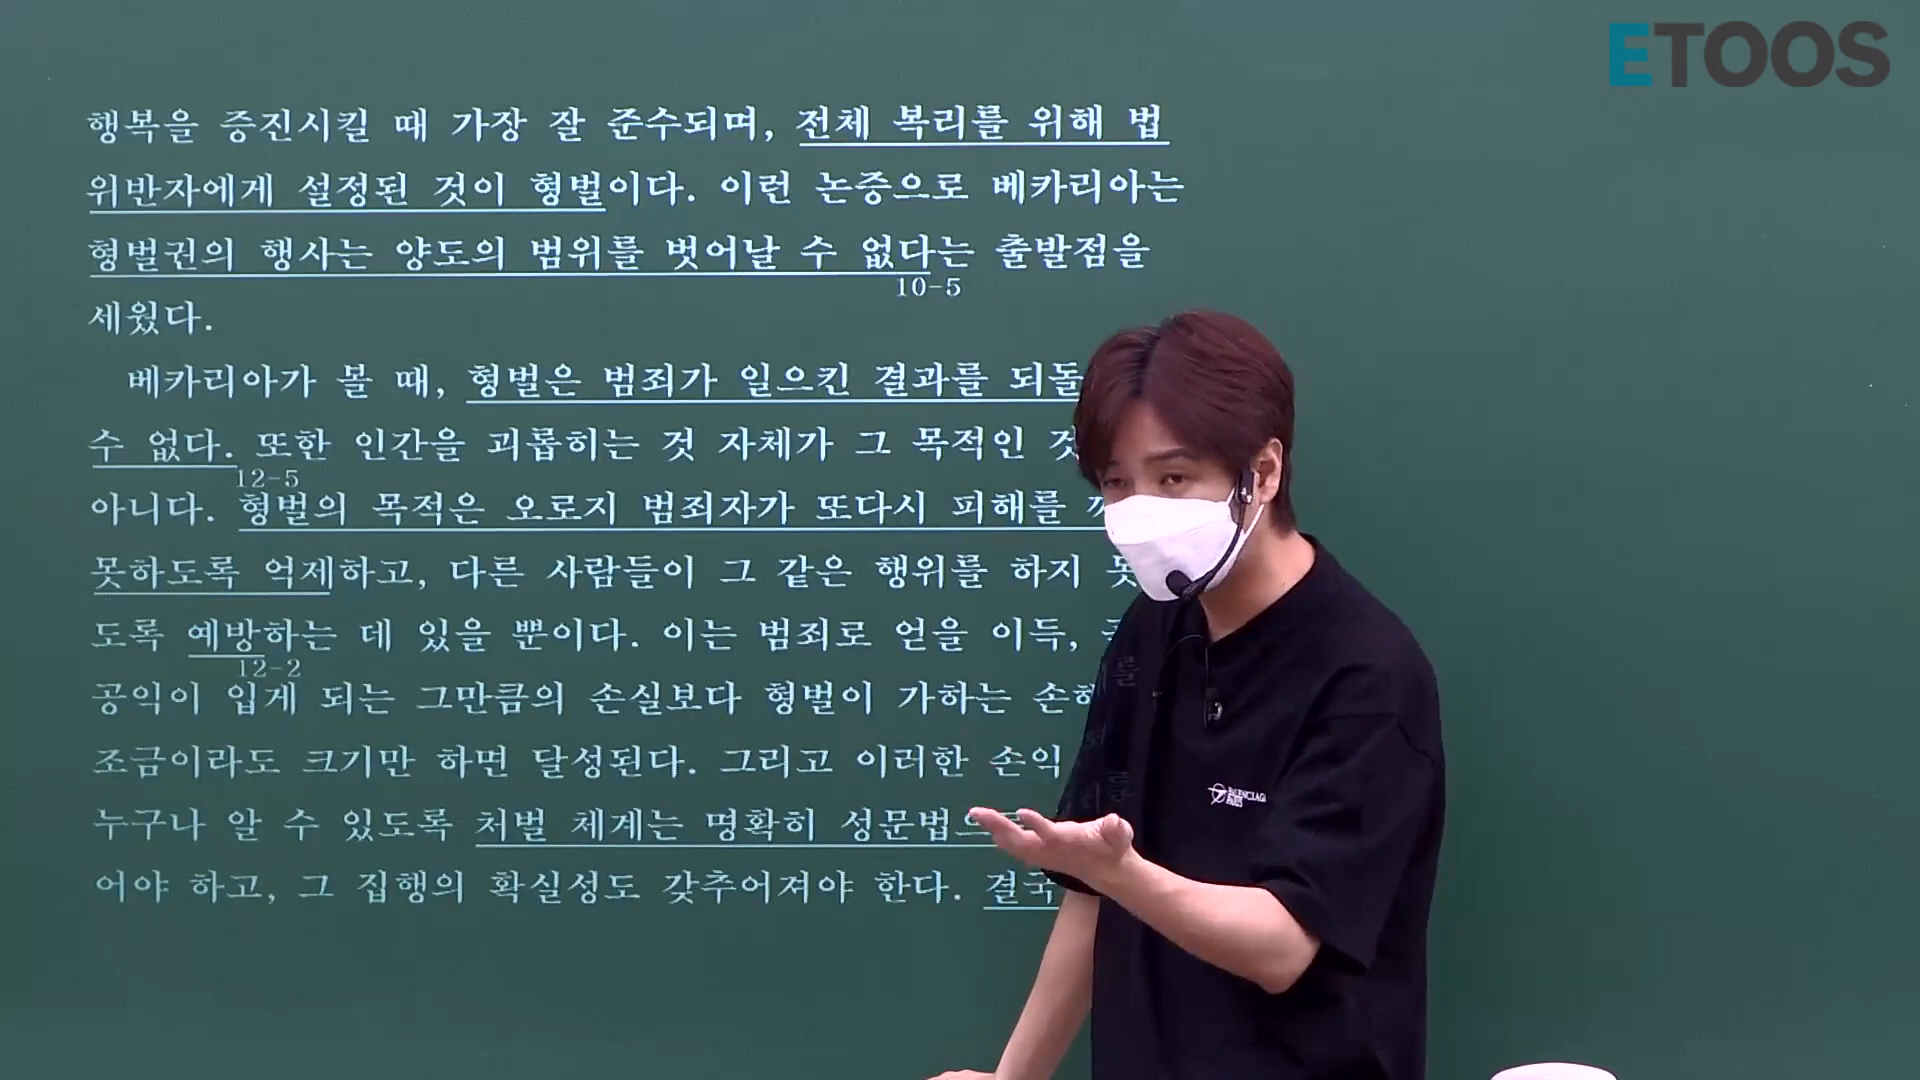 ETOOS
행복을 증진시킬 때 가장 잘 준수되며, 전체 복리를 위해 법
위반자에게 설정된 것이 형벌이다. 이런 논증으로 베카리아는
형벌권의 행사는 양도의 범위를 벗어날 수 없다는 출발점을
10-5
세웠다.
베카리아가 볼 때, 형벌은 범죄가 일으킨 결과를 되돌
수 없다. 또한 인간을 괴롭히는 것 자체가 그 목적인
12-5
아니다. 형벌의 목적은 오로지 범죄자가 또다시 피해를
못하도록 억제하고, 다른 사람들이 그 같은 행위를 하지
도록 예방하는 데 있을 뿐이다. 이는 범죄로 얻을 이득,
12-2
공익이 입게 되는 그만큼의 손실보다 형벌이 가하는
조금이라도 크기만 하면 달성된다. 그리고 이러한 손익
누구나 알 수 있도록 처벌 체계는 명확히 성문법으로
어야 하고, 그 집행의 확실성도 갖추어져야 한다. 결국
BALENCIAGA
PARIS